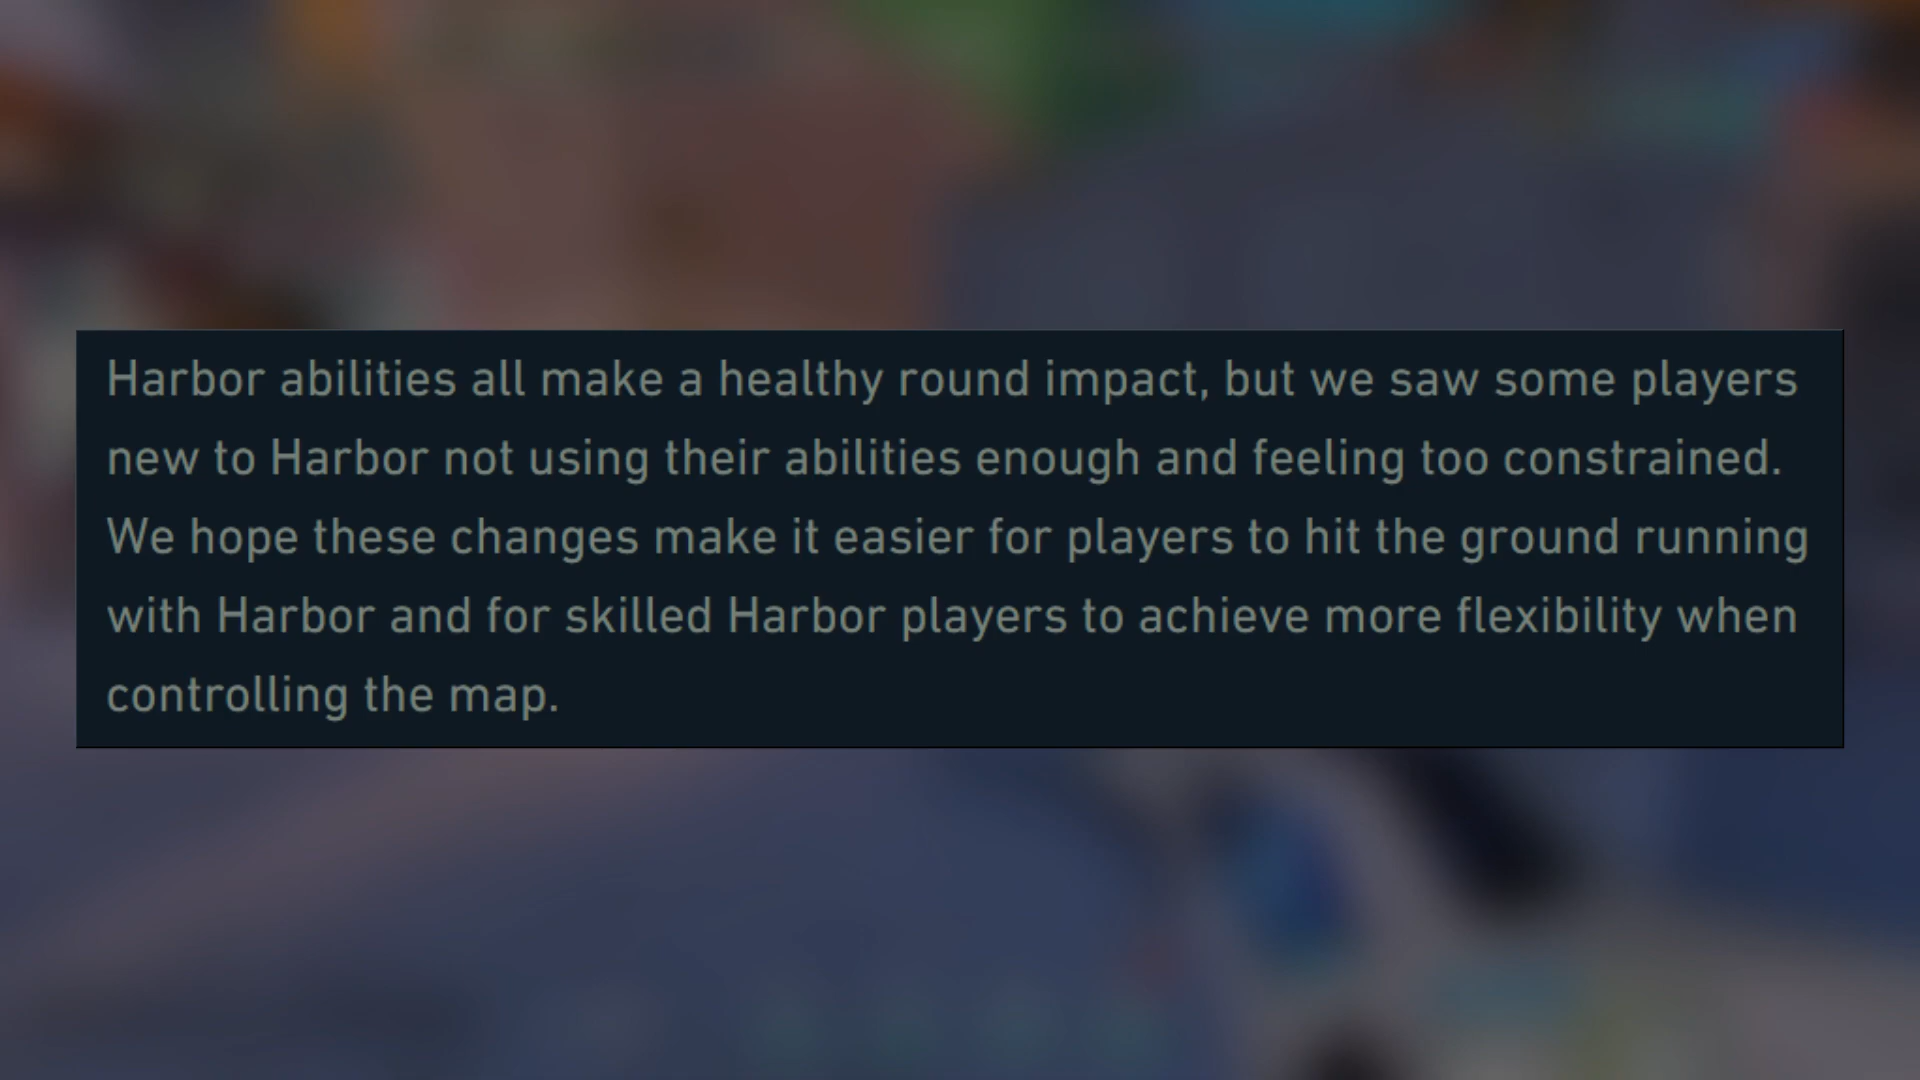 Harbor abilities all make a healthy round impact, but we saw some players
new to Harbor not using their abilities enough and feeling too constrained.
We hope these changes make it easier for players to hit the ground running
with Harbor and for skilled Harbor players to achieve more flexibility when
controlling the map.